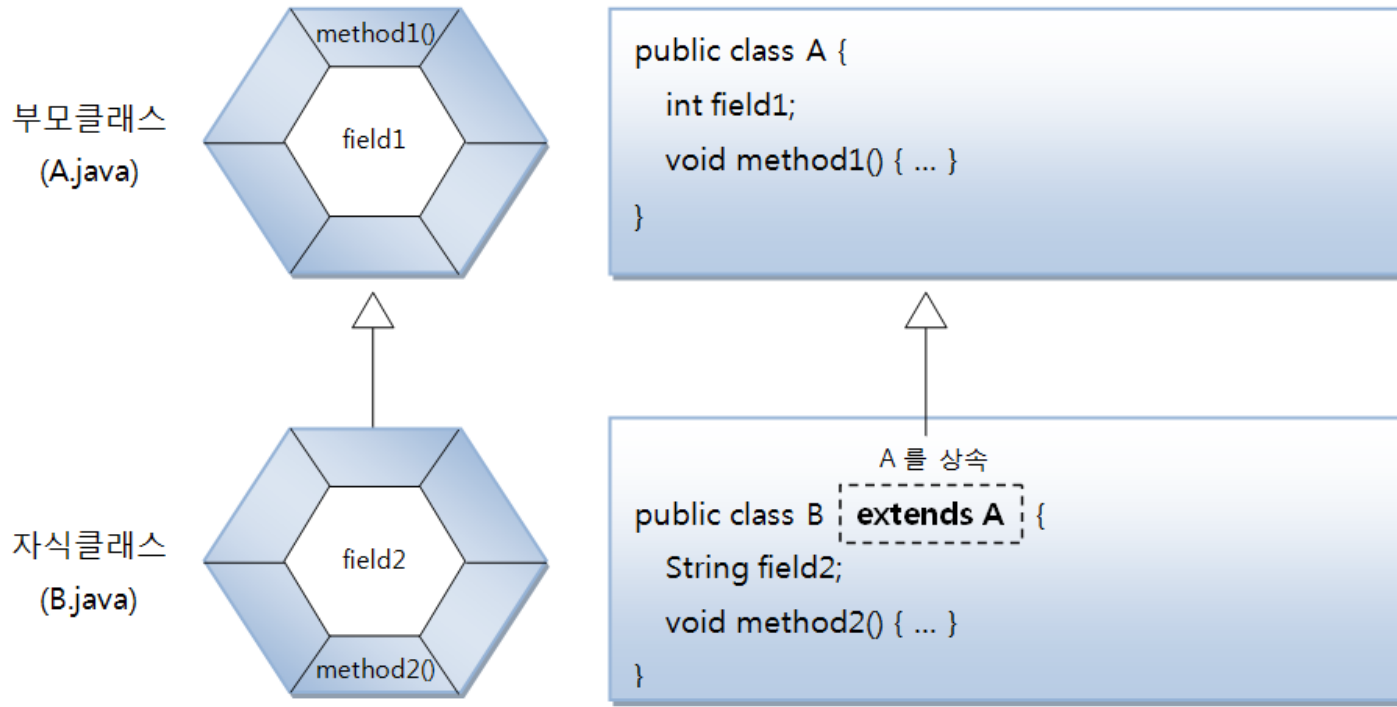 부모클래스
(A.java)
method1()
field1
public class A {
int field1;
void method1() { ... }
}
자식클래스
(B.java)
field2
method2()
A 를 상속
public class B extends A {
String field2;
void method2() { ... }
}